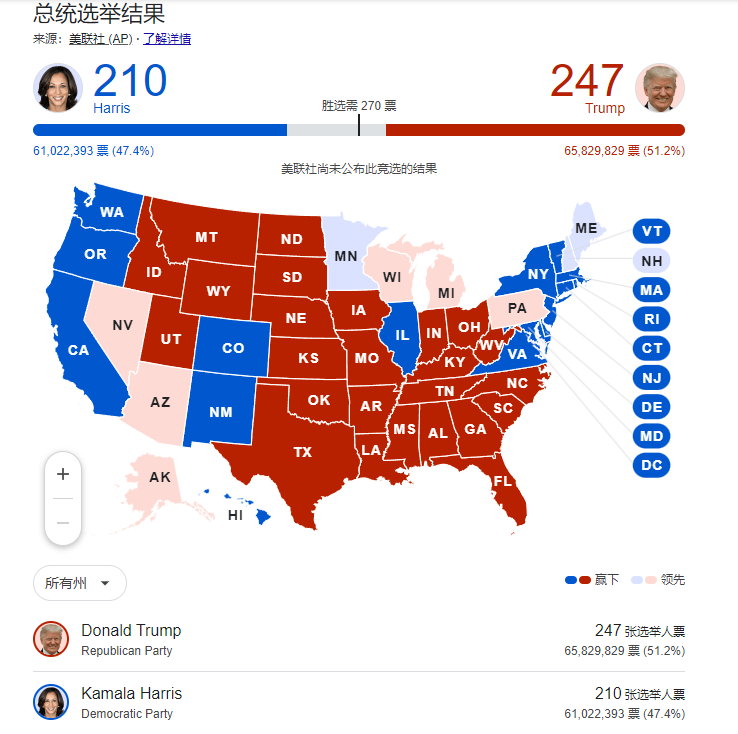 总统选举结果
来源：美联社 (AP) · 了解详情
210
Harris
胜选需 270 票
247
Trump
61,022,393 票 (47.4%)
65,829,829 票 (51.2%)
美联社尚未公布此竞选的结果
WA
OR
CA
NV
ID
MT
WY
UT
AZ
CO
NM
ND
SD
NE
KS
OK
TX
MN
IA
MO
AR
LA
WI
IL
MI
IN
OH
KY
TN
MS
AL
GA
FL
SC
NC
WV
VA
PA
NY
ME
VT
NH
MA
RI
CT
NJ
DE
MD
DC
AK
HI
+
−
所有州
赢下 领先
Donald Trump
247 张选举人票
Republican Party
65,829,829 票 (51.2%)
Kamala Harris
210 张选举人票
Democratic Party
61,022,393 票 (47.4%)